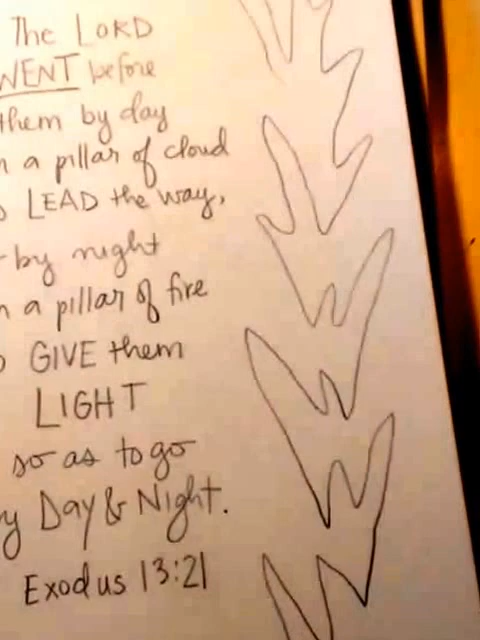 The LORD
WENT before
them by day
a pillar of cloud
LEAD the way,
by night
a pillar of fire
GIVE them
LIGHT
so as to go
Day & Night.
Exodus 13:21